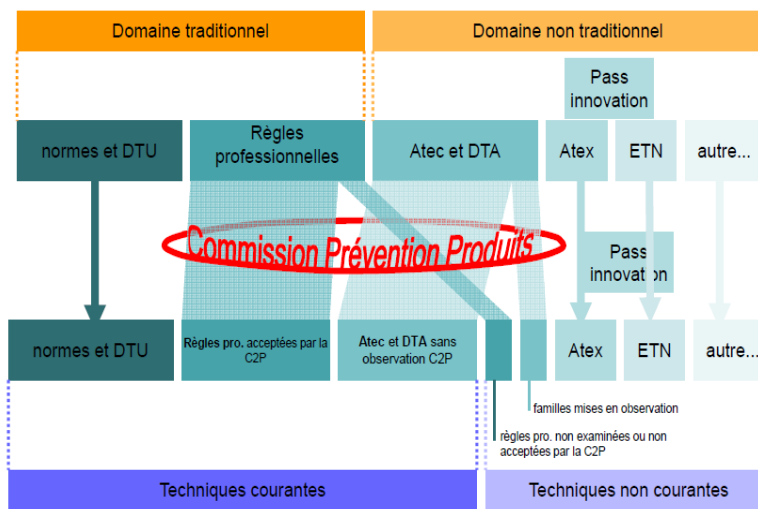 Domaine traditionnel
Domaine non traditionnel
Pass
innovation
normes et DTU
Règles
professionnelles
Atec et DTA
Atex
ETN
autre...
Commission Prévention Produits
Pass
innovation
normes et DTU
Règles pro. acceptées par la
C2P
Atec et DTA sans
observation C2P
Atex
ETN
autre...
familles mises en observation
règles pro. non examinées ou non
acceptées par la C2P
Techniques courantes
Techniques non courantes